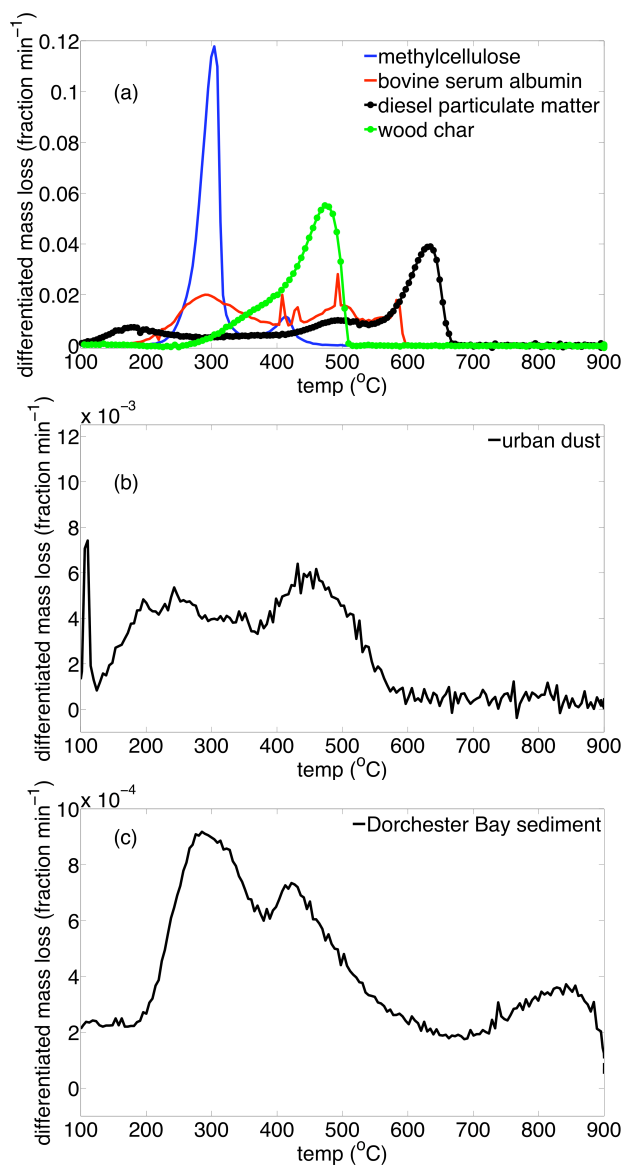 differentiated mass loss (fraction min⁻¹)
0.12
0.1
0.08
0.06
0.04
0.02
0
(a)
methylcellulose
bovine serum albumin
diesel particulate matter
wood char
100 200 300 400 500 600 700 800 900
temp (°C)
x 10⁻³
differentiated mass loss (fraction min⁻¹)
12
10
8
6
4
2
0
(b)
urban dust
100 200 300 400 500 600 700 800 900
temp (°C)
x 10⁻⁴
differentiated mass loss (fraction min⁻¹)
10
8
6
4
2
0
(c)
Dorchester Bay sediment
100 200 300 400 500 600 700 800 900
temp (°C)